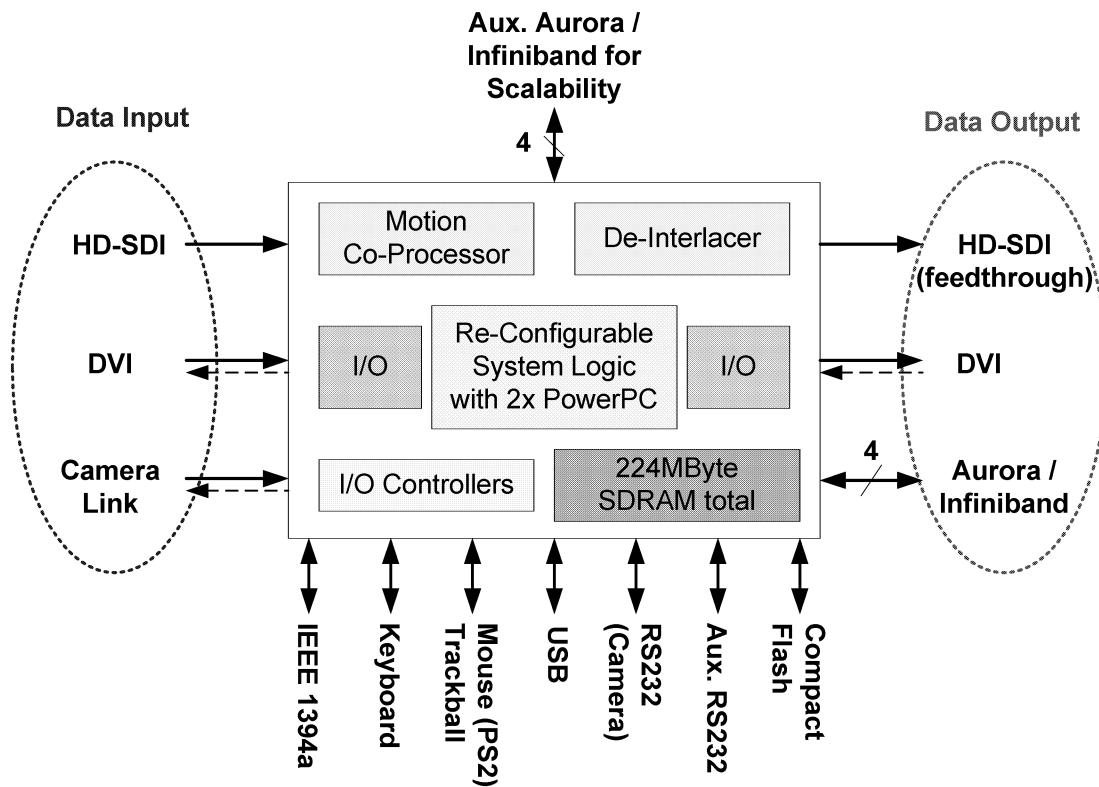 Aux. Aurora /
Infiniband for
Scalability
4
Data Input
Data Output
HD-SDI
Motion
Co-Processor
De-Interlacer
HD-SDI
(feedthrough)
DVI
I/O
Re-Configurable
System Logic
with 2x PowerPC
I/O
DVI
Camera
Link
I/O Controllers
224MByte
SDRAM total
4
Aurora /
Infiniband
IEEE 1394a
Keyboard
Mouse (PS2)
Trackball
USB
RS232
(Camera)
Aux. RS232
Compact
Flash